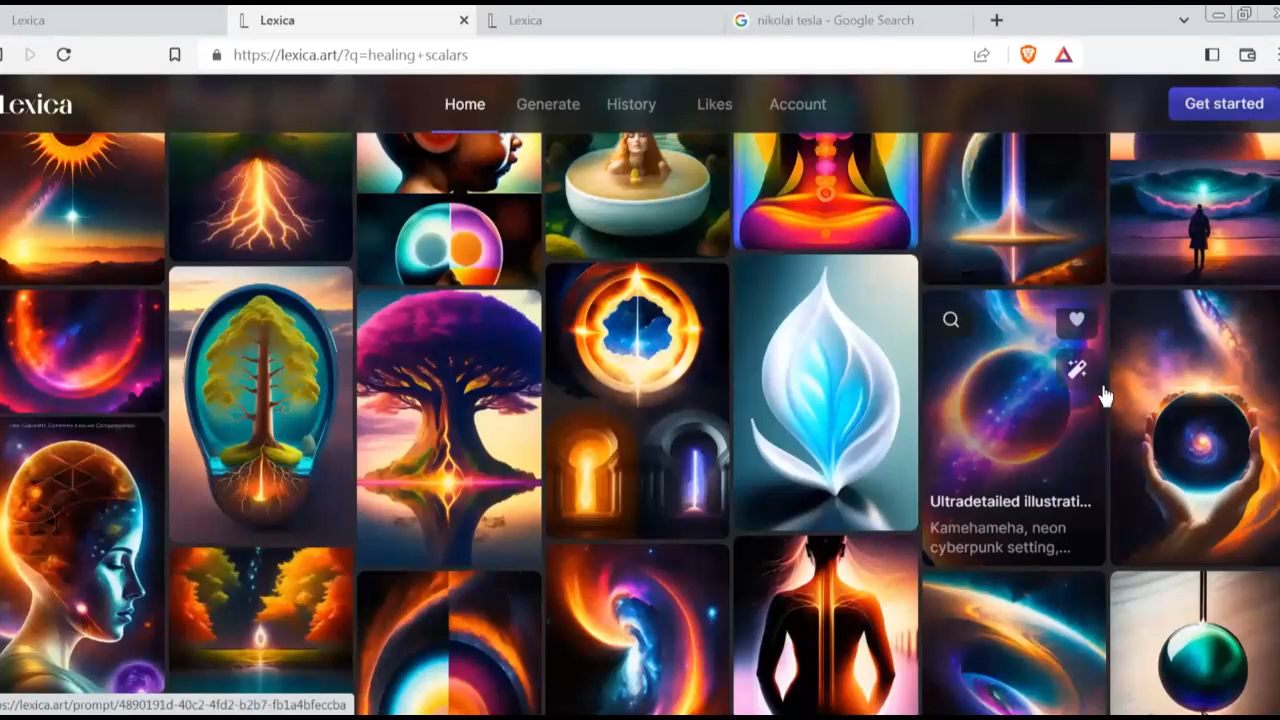 Lexica
Lexica
Lexica
nikolai tesla - Google Search
https://lexica.art/?q=healing+scalars
Lexica
Home
Generate
History
Likes
Account
Get started
Ultradetailed illustrati...
Kamehameha, neon
cyberpunk setting,...
s://lexica.art/prompt/4890191d-40c2-4fd2-b2b7-fb1a4bfeccba